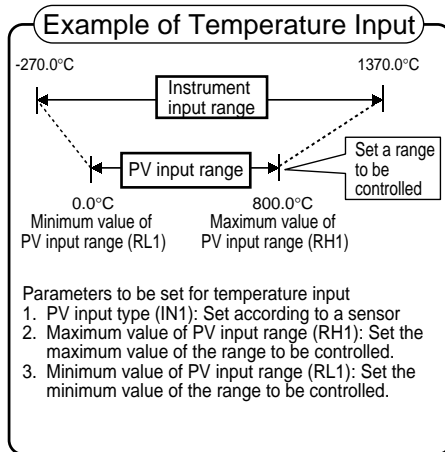 Example of Temperature Input
-270.0°C
1370.0°C
Instrument
input range
PV input range
Set a range
to be
controlled
0.0°C
Minimum value of
PV input range (RL1)
800.0°C
Maximum value of
PV input range (RH1)
Parameters to be set for temperature input
1. PV input type (IN1): Set according to a sensor
2. Maximum value of PV input range (RH1): Set the
maximum value of the range to be controlled.
3. Minimum value of PV input range (RL1): Set the
minimum value of the range to be controlled.